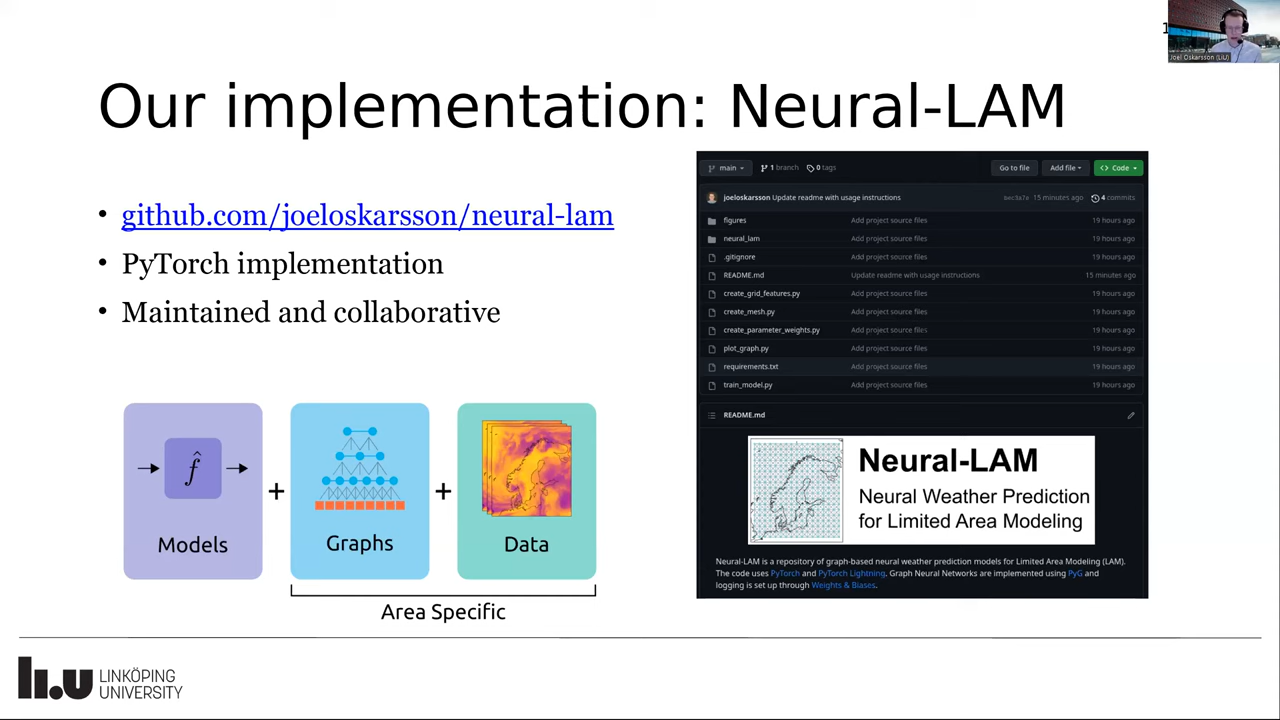 Joel Oskarsson (LiU)
Our implementation: Neural-LAM
• github.com/joeloskarsson/neural-lam
• PyTorch implementation
• Maintained and collaborative
f̂
+
+
Models
Graphs
Data
Area Specific
main
1 branch
0 tags
Go to file
Add file
<> Code
joeloskarsson Update readme with usage instructions
15 minutes ago
4 commits
figures Add project source files 19 hours ago
neural_lam Add project source files 19 hours ago
.gitignore Add project source files 19 hours ago
README.md Update readme with usage instructions 15 minutes ago
create_grid_features.py Add project source files 19 hours ago
create_mesh.py Add project source files 19 hours ago
create_parameter_weights.py Add project source files 19 hours ago
plot_graph.py Add project source files 19 hours ago
requirements.txt Add project source files 19 hours ago
train_model.py Add project source files 19 hours ago
README.md
Neural-LAM
Neural Weather Prediction
for Limited Area Modeling
Neural-LAM is a repository of graph-based neural weather prediction models for Limited Area Modeling (LAM).
The code uses PyTorch and PyTorch Lightning. Graph Neural Networks are implemented using PyG and
logging is set up through Weights & Biases.
li.u LINKÖPING
UNIVERSITY